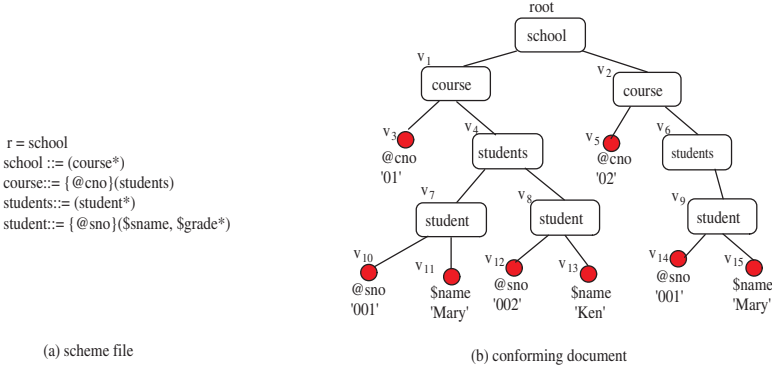 r = school
school ::= (course*)
course::= {@cno}(students)
students::= (student*)
student::= {@sno}($sname, $grade*)
(a) scheme file
root
school
v1
course
v2
course
v3
@cno
'01'
v4
students
v5
@cno
'02'
v6
students
v7
student
v8
student
v9
student
v10
@sno
'001'
v11
$name
'Mary'
v12
@sno
'002'
v13
$name
'Ken'
v14
@sno
'001'
v15
$name
'Mary'
(b) conforming document